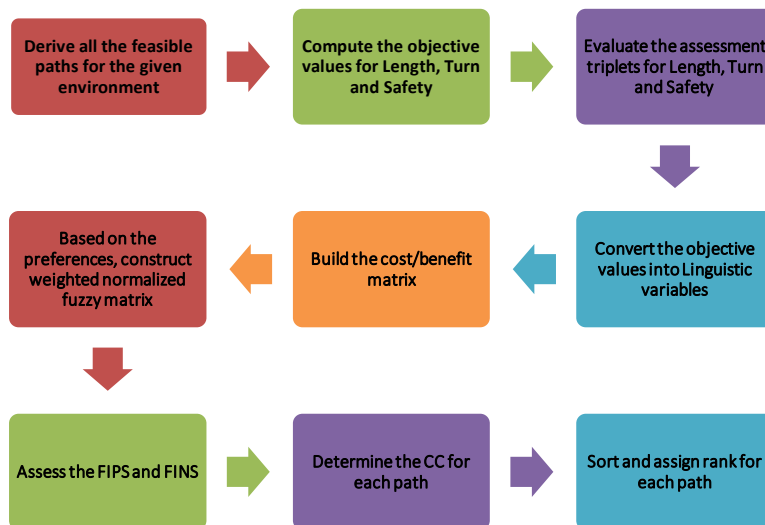 Derive all the feasible
paths for the given
environment
Compute the objective
values for Length, Turn
and Safety
Evaluate the assessment
triplets for Length, Turn
and Safety
Convert the objective
values into Linguistic
variables
Build the cost/benefit
matrix
Based on the
preferences, construct
weighted normalized
fuzzy matrix
Assess the FIPS and FINS
Determine the CC for
each path
Sort and assign rank for
each path